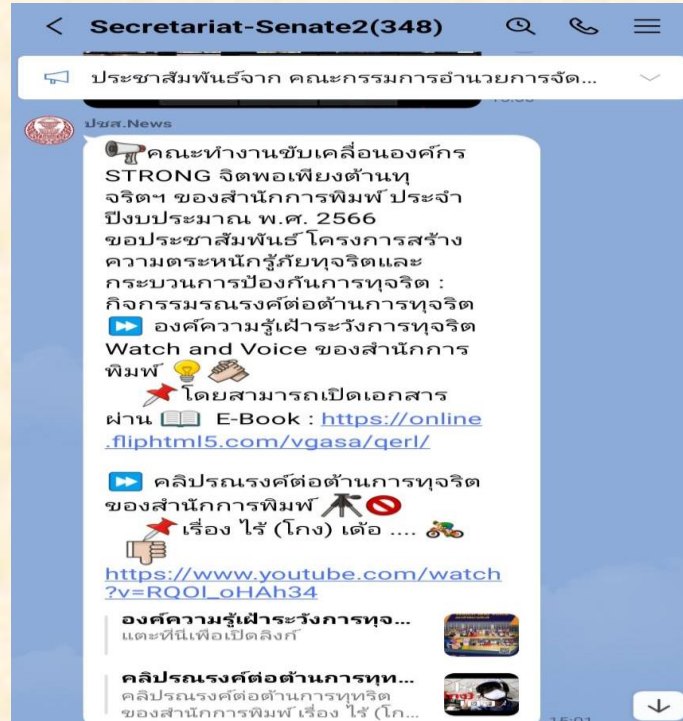 Secretariat-Senate2(348)
ประชาสัมพันธ์จาก คณะกรรมการอำนวยการจัด...
ปชส.News
คณะทำงานขับเคลื่อนองค์กร
STRONG จิตพอเพียงต้านทุ
จริตฯ ของสำนักการพิมพ์ ประจำ
ปีงบประมาณ พ.ศ. 2566
ขอประชาสัมพันธ์ โครงการสร้าง
ความตระหนักรู้ภัยทุจริตและ
กระบวนการป้องกันการทุจริต :
กิจกรรมรณรงค์ต่อต้านการทุจริต
⏩ องค์ความรู้เฝ้าระวังการทุจริต
Watch and Voice ของสำนักการ
พิมพ์
โดยสามารถเปิดเอกสาร
ผ่าน E-Book : https://online
.fliphtml5.com/vgasa/qerl/
⏩ คลิปรณรงค์ต่อต้านการทุจริต
ของสำนักการพิมพ์
เรื่อง ไร้ (โกง) เด้อ ....
https://www.youtube.com/watch
?v=RQOl_oHAh34
องค์ความรู้เฝ้าระวังการทุจ...
แตะที่นี่เพื่อเปิดลิงก์
คลิปรณรงค์ต่อต้านการทุท...
คลิปรณรงค์ต่อต้านการทุทริต
ของสำนักการพิมพ์ เรื่อง ไร้ (โก...
15:01